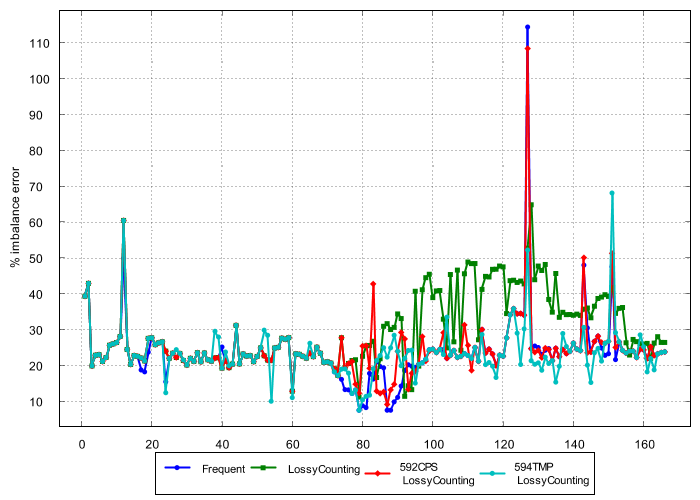 110
100
90
80
70
60
50
40
30
20
10
% imbalance error
0 20 40 60 80 100 120 140 160
Frequent LossyCounting 592CPS 594TMP
LossyCounting LossyCounting